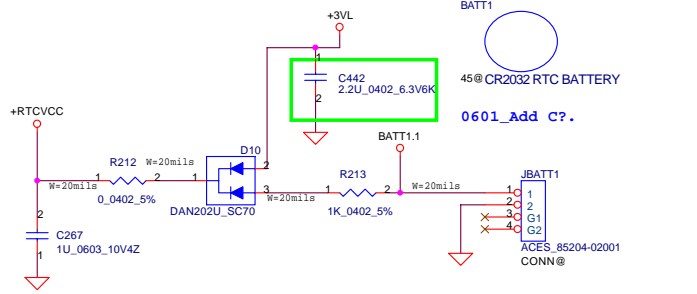 BATT1
+3VL
1
C442
2.2U_0402_6.3V6K
2
45@ CR2032 RTC BATTERY
+RTCVCC
0601_Add C?.
BATT1.1
D10
R212
W=20mils
1
2
1
2
W=20mils
0_0402_5%
3
W=20mils
DAN202U_SC70
R213
1
2
1K_0402_5%
W=20mils
JBATT1
1
1
2
2
3
G1
4
G2
ACES_85204-02001
CONN@
2
C267
1U_0603_10V4Z
1